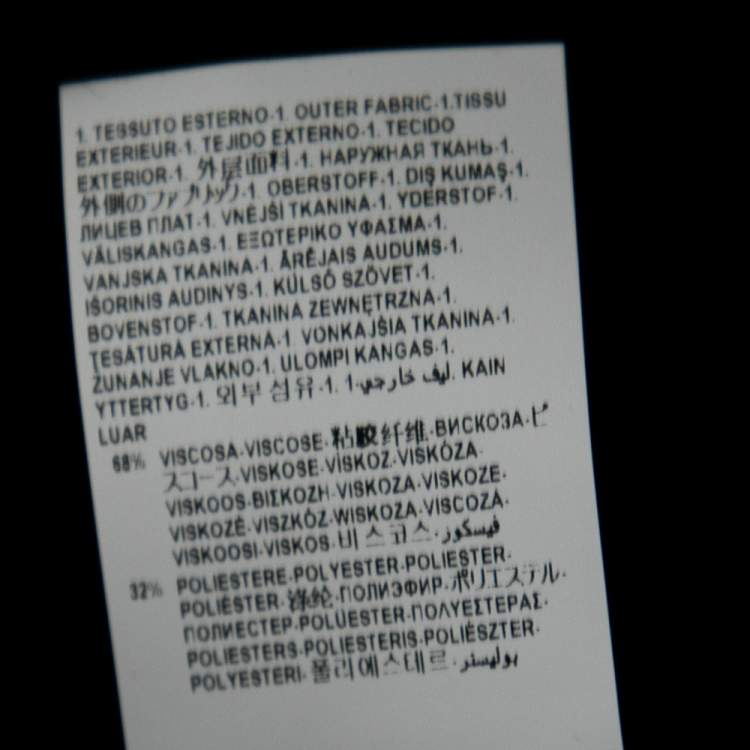 1. TESSUTO ESTERNO-1. OUTER FABRIC-1.TISSU
EXTERIEUR-1. TEJIDO EXTERNO-1. TECIDO
EXTERIOR-1. 外层面料-1. НАРУЖНАЯ ТКАНЬ-1.
外側のファブリック-1. OBERSTOFF-1. DIŞ KUMAŞ-1.
ЛИЦЕВ ПЛАТ-1. VNĚJŠÍ TKANINA-1. YDERSTOF-1.
VÄLISKANGAS-1. ΕΞΩΤΕΡΙΚΟ ΥΦΑΣΜΑ-1.
VANJSKA TKANINA-1. ĀRĒJAIS AUDUMS-1.
IŠORINIS AUDINYS-1. KÜLSŐ SZÖVET-1.
BOVENSTOF-1. TKANINA ZEWNĘTRZNA-1.
ŢESĂTURĂ EXTERNĂ-1. VONKAJŠIA TKANINA-1.
ZUNANJE VLAKNO-1. ULOMPI KANGAS-1.
YTTERTYG-1. 외부 섬유-1. 1-ليف خارجي. KAIN
LUAR
68% VISCOSA-VISCOSE-粘胶纤维-ВИСКОЗА-ビ
スコース-VISKOSE-VİSKOZ-VISKÓZA-
VISKOOS-ΒΙΣΚΟΖΗ-VISKOZA-VISKOZE-
VISKOZĖ-VISZKÓZ-WISKOZA-VISCOZĂ-
VISKOOSI-VISKOS-비스코스-فيسكوز
32% POLIESTERE-POLYESTER-POLIESTER-
POLIÉSTER-涤纶-ПОЛИЭФИР-ポリエステル-
ПОЛИЕСТЕР-POLÜESTER-ΠΟΛΥΕΣΤΕΡΑΣ-
POLIESTERS-POLIESTERIS-POLIÉSZTER-
POLYESTERI-폴리에스테르-بوليستر